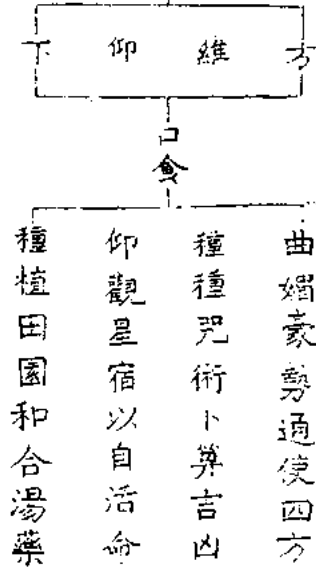 方
維
仰
下
口食
曲媚豪勢通使四方
種種咒術卜算吉凶
仰觀星宿以自活命
種植田園和合湯藥